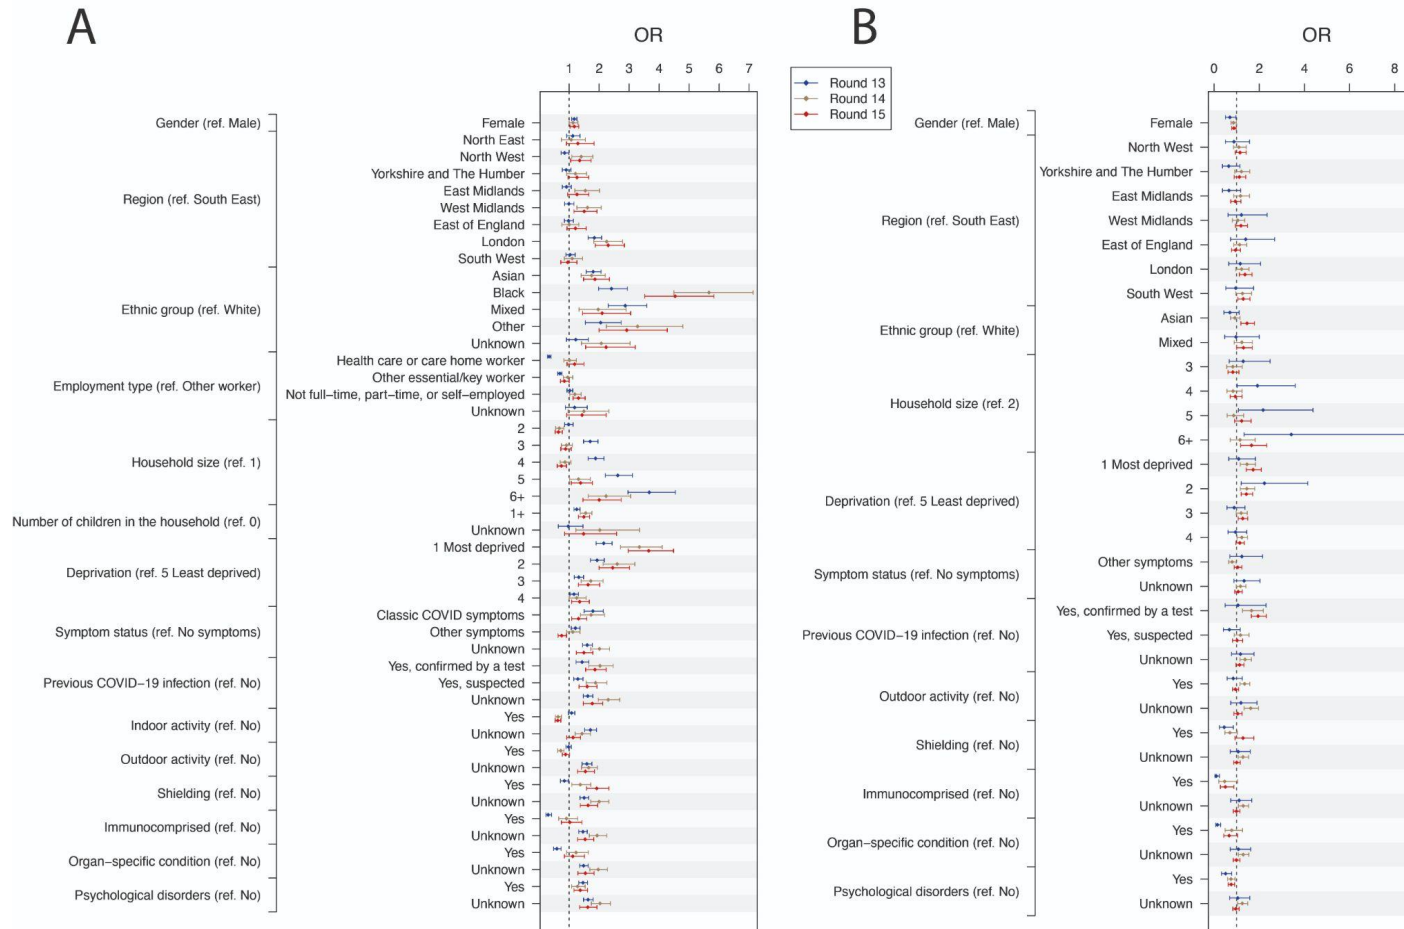 A
OR
1 2 3 4 5 6 7
Gender (ref. Male)
Region (ref. South East)
Ethnic group (ref. White)
Employment type (ref. Other worker)
Household size (ref. 1)
Number of children in the household (ref. 0)
Deprivation (ref. 5 Least deprived)
Symptom status (ref. No symptoms)
Previous COVID−19 infection (ref. No)
Indoor activity (ref. No)
Outdoor activity (ref. No)
Shielding (ref. No)
Immunocomprised (ref. No)
Organ−specific condition (ref. No)
Psychological disorders (ref. No)
Female
North East
North West
Yorkshire and The Humber
East Midlands
West Midlands
East of England
London
South West
Asian
Black
Mixed
Other
Unknown
Health care or care home worker
Other essential/key worker
Not full−time, part−time, or self−employed
Unknown
2
3
4
5
6+
1+
Unknown
1 Most deprived
2
3
4
Classic COVID symptoms
Other symptoms
Unknown
Yes, confirmed by a test
Yes, suspected
Unknown
Yes
Unknown
Yes
Unknown
Yes
Unknown
Yes
Unknown
Yes
Unknown
Yes
Unknown
B
OR
0 2 4 6 8
Round 13
Round 14
Round 15
Gender (ref. Male)
Region (ref. South East)
Ethnic group (ref. White)
Household size (ref. 2)
Deprivation (ref. 5 Least deprived)
Symptom status (ref. No symptoms)
Previous COVID−19 infection (ref. No)
Outdoor activity (ref. No)
Shielding (ref. No)
Immunocomprised (ref. No)
Organ−specific condition (ref. No)
Psychological disorders (ref. No)
Female
North West
Yorkshire and The Humber
East Midlands
West Midlands
East of England
London
South West
Asian
Mixed
3
4
5
6+
1 Most deprived
2
3
4
Other symptoms
Unknown
Yes, confirmed by a test
Yes, suspected
Unknown
Yes
Unknown
Yes
Unknown
Yes
Unknown
Yes
Unknown
Yes
Unknown